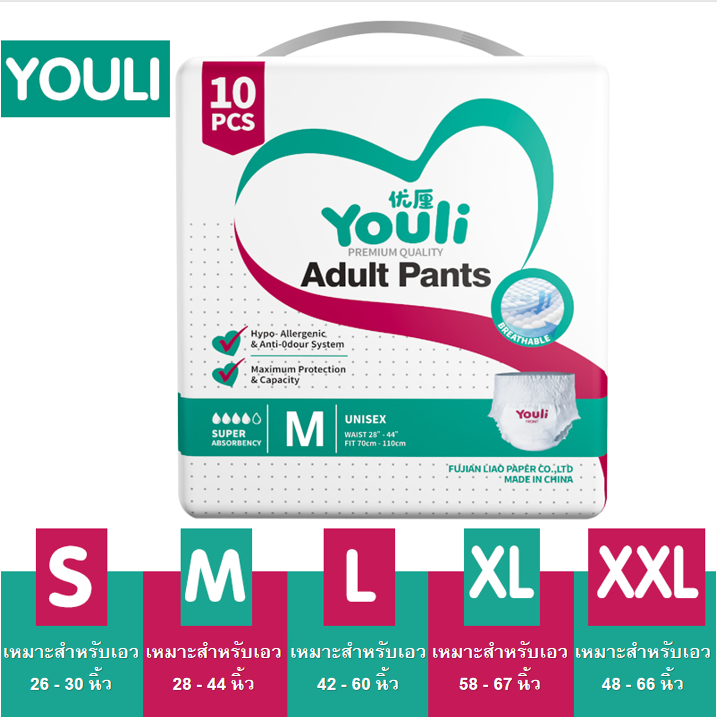 YOULI
10
PCS
优厘
Youli
PREMIUM QUALITY
Adult Pants
BREATHABLE
Hypo- Allergenic
& Anti-Odour System
Maximum Protection
& Capacity
SUPER
ABSORBENCY
M
UNISEX
WAIST 28" - 44"
FIT 70cm - 110cm
Youli
FRONT
FUJIAN LIAO PAPER CO.,LTD
MADE IN CHINA
S
M
L
XL
XXL
เหมาะสำหรับเอว
26 - 30 นิ้ว
เหมาะสำหรับเอว
28 - 44 นิ้ว
เหมาะสำหรับเอว
42 - 60 นิ้ว
เหมาะสำหรับเอว
58 - 67 นิ้ว
เหมาะสำหรับเอว
48 - 66 นิ้ว